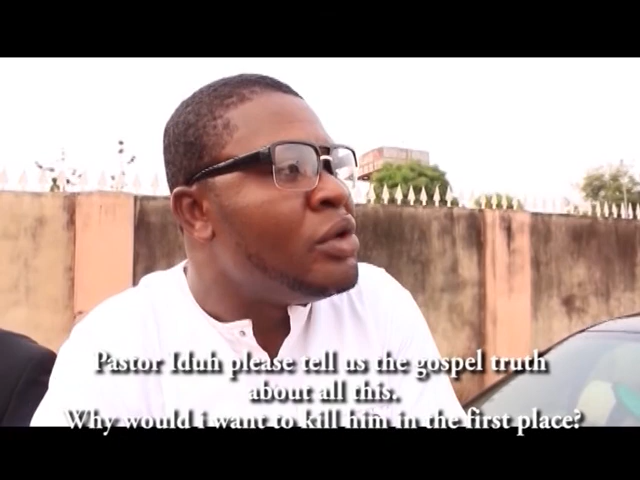 Pastor Iduh please tell us the gospel truth
about all this.
Why would i want to kill him in the first place?